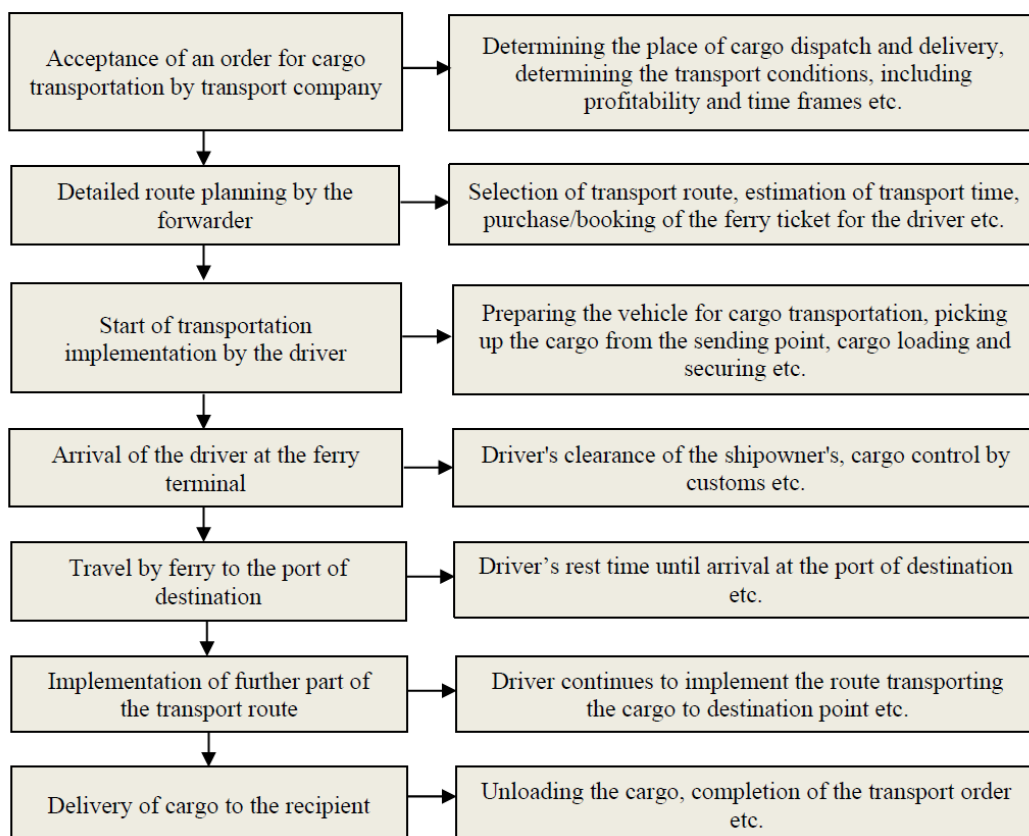 Acceptance of an order for cargo
transportation by transport company
Determining the place of cargo dispatch and delivery,
determining the transport conditions, including
profitability and time frames etc.
Detailed route planning by the
forwarder
Selection of transport route, estimation of transport time,
purchase/booking of the ferry ticket for the driver etc.
Start of transportation
implementation by the driver
Preparing the vehicle for cargo transportation, picking
up the cargo from the sending point, cargo loading and
securing etc.
Arrival of the driver at the ferry
terminal
Driver's clearance of the shipowner's, cargo control by
customs etc.
Travel by ferry to the port of
destination
Driver’s rest time until arrival at the port of destination
etc.
Implementation of further part of
the transport route
Driver continues to implement the route transporting
the cargo to destination point etc.
Delivery of cargo to the recipient
Unloading the cargo, completion of the transport order
etc.